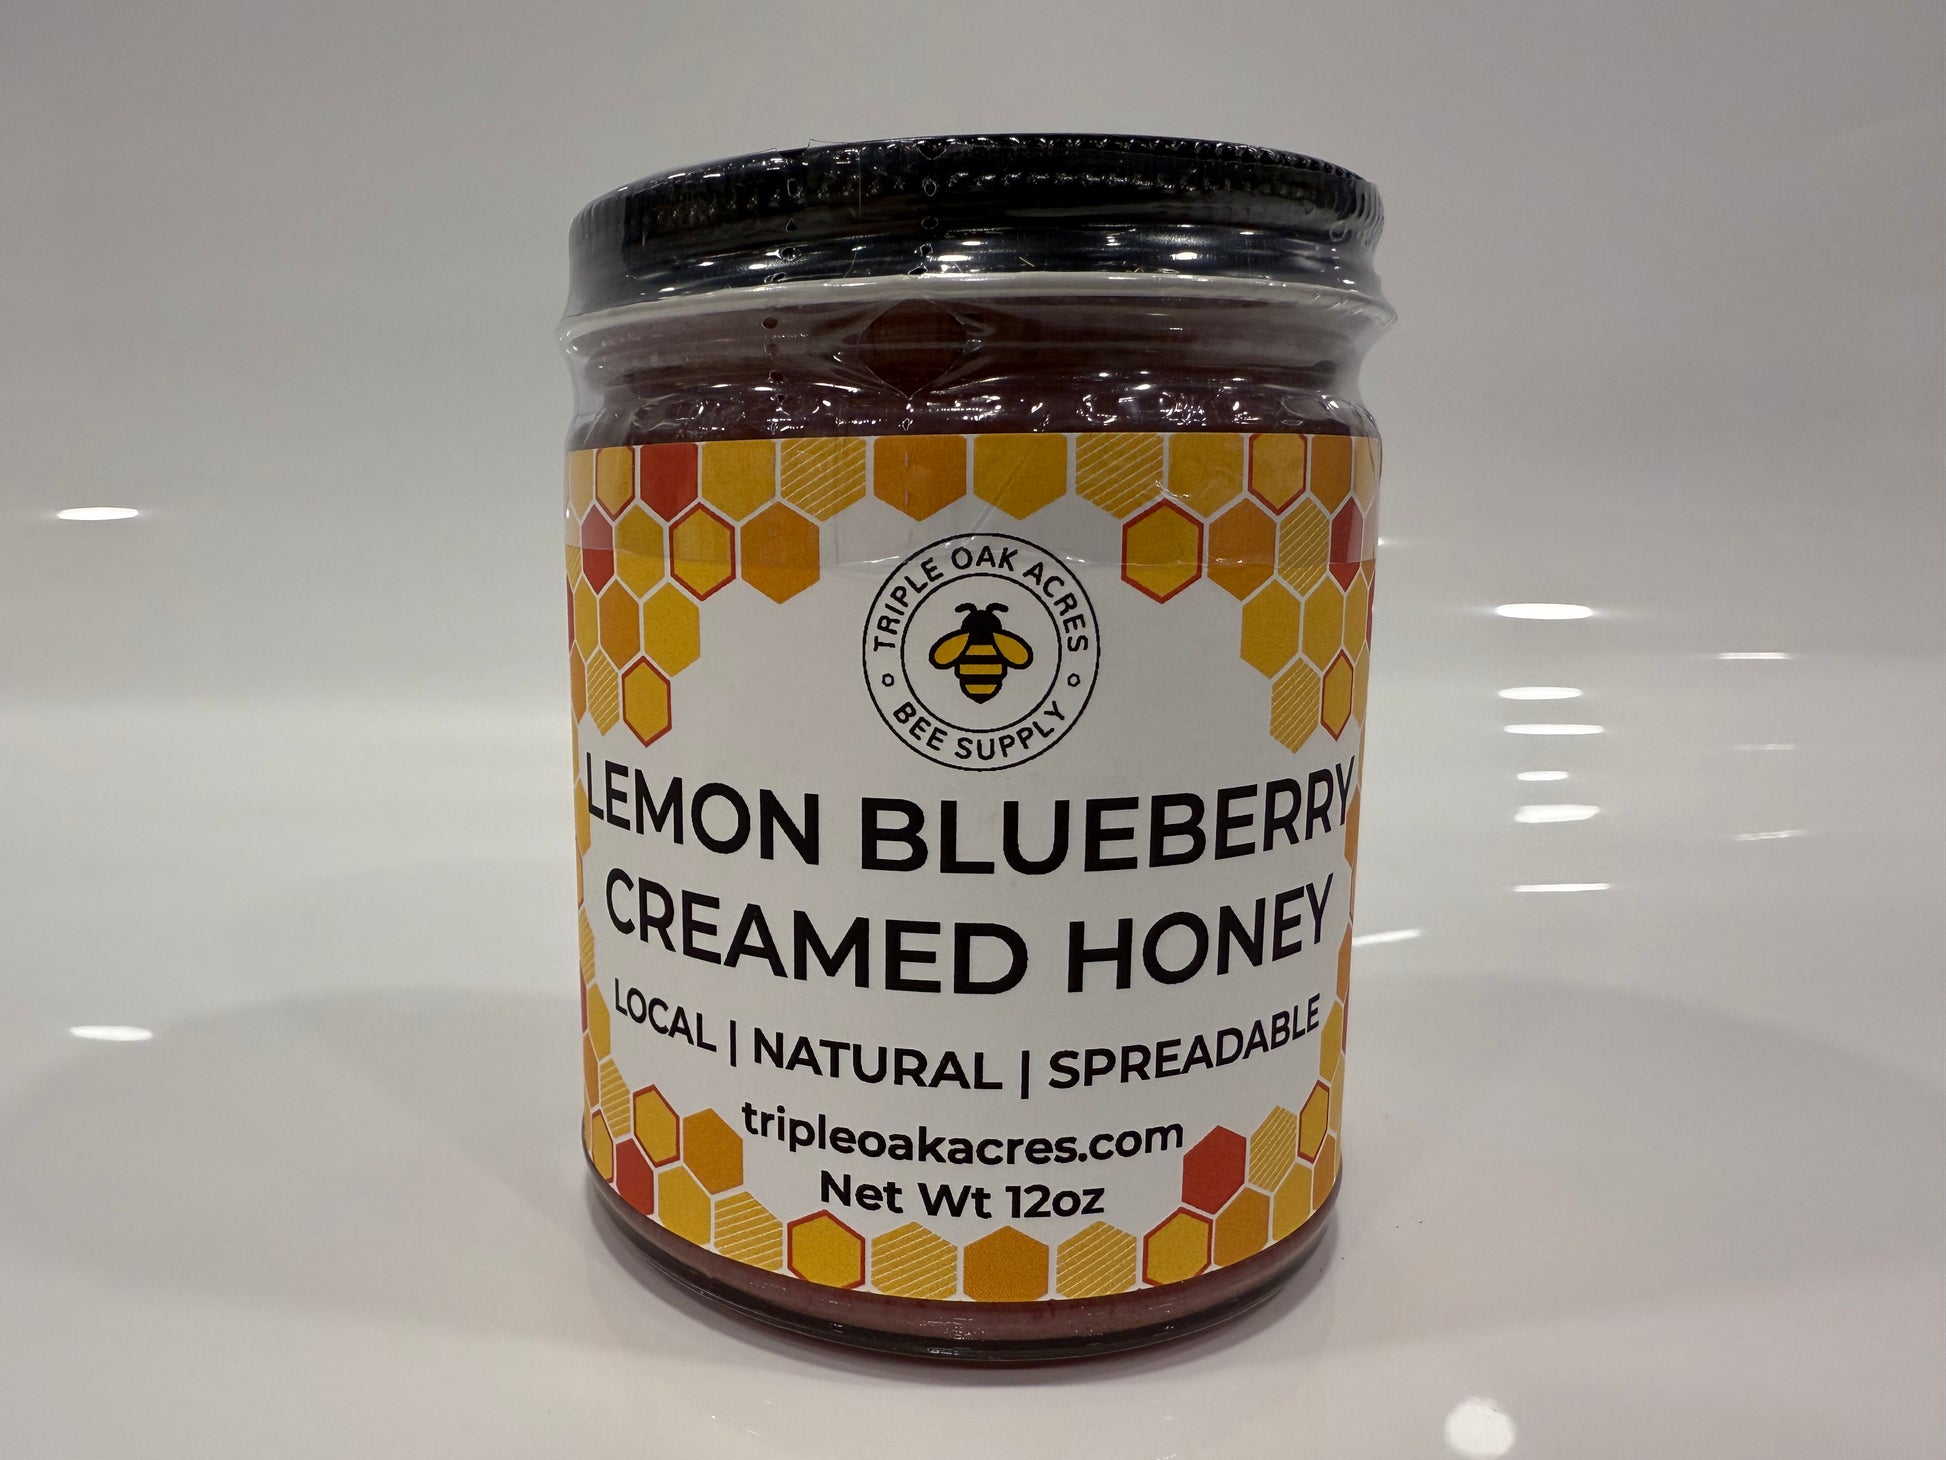 TRIPLE OAK ACRES
BEE SUPPLY
LEMON BLUEBERRY
CREAMED HONEY
LOCAL | NATURAL | SPREADABLE
tripleoakacres.com
Net Wt 12oz